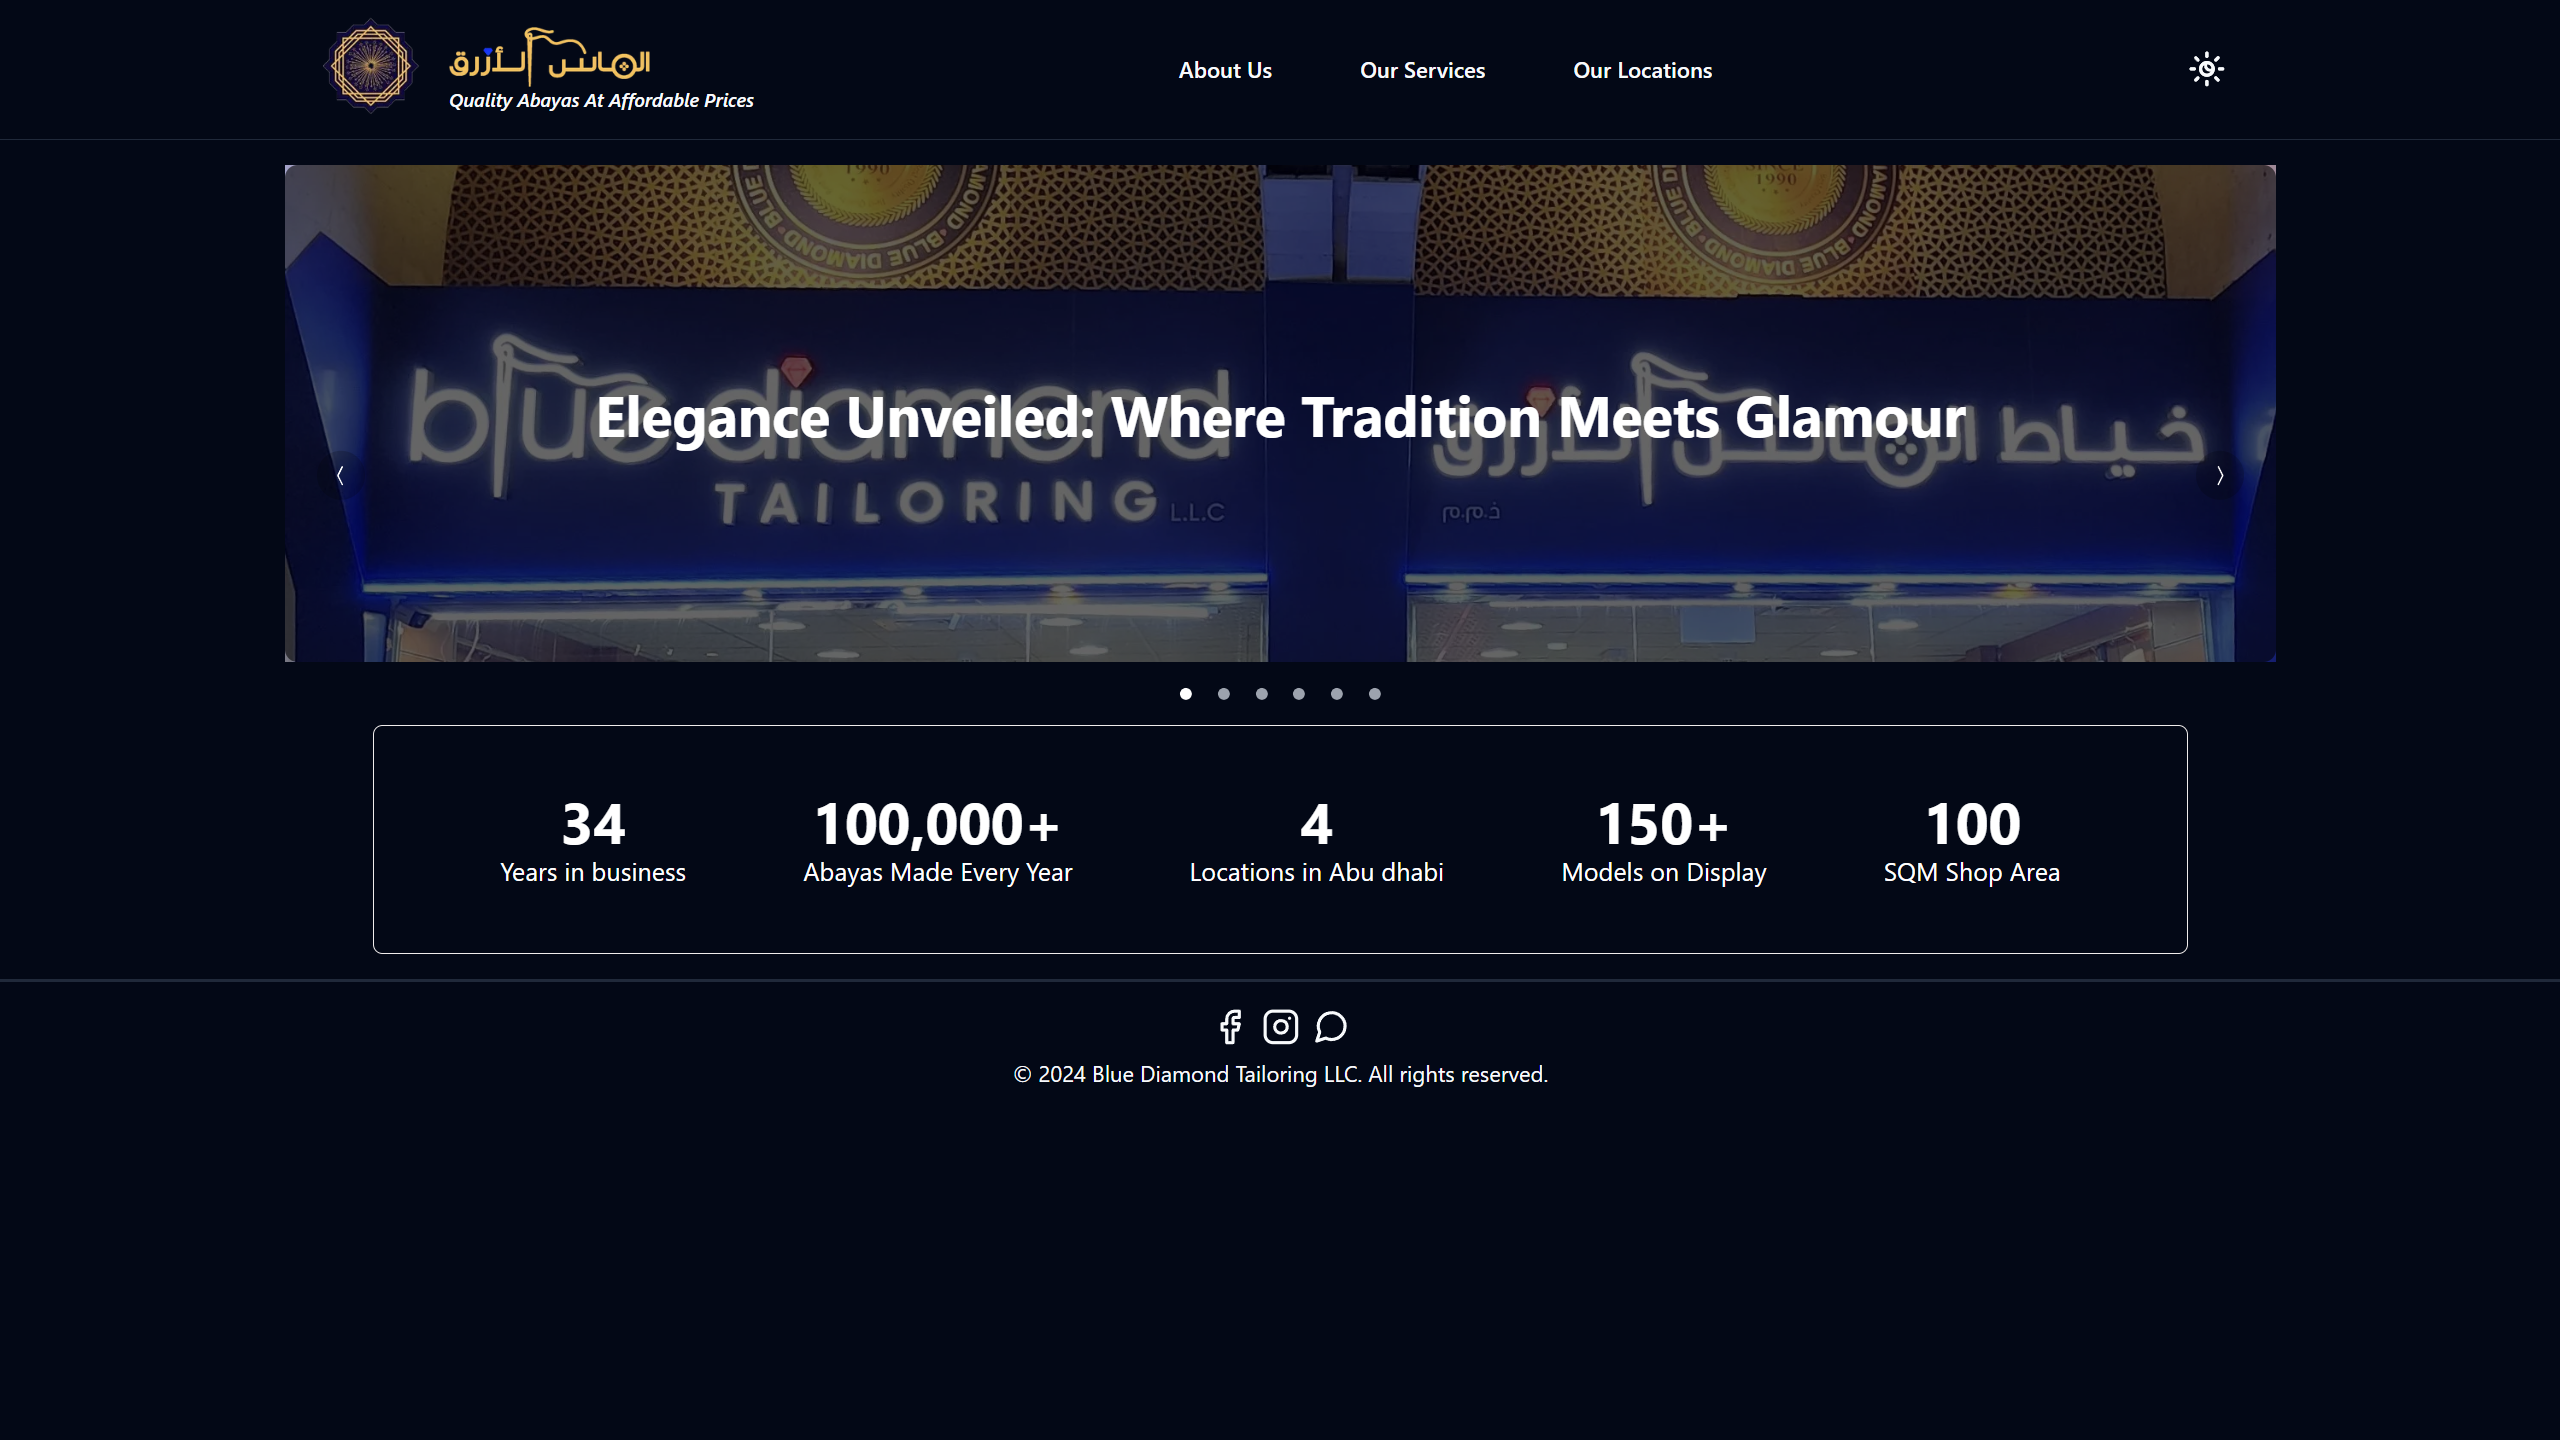 الماس الأزرق
Quality Abayas At Affordable Prices
About Us
Our Services
Our Locations
1990
BLUE DIAMOND
1990
BLUE DIAMOND
blue diamond
TAILORING L.L.C
خياط الماس الأزرق
ذ.م.م
Elegance Unveiled: Where Tradition Meets Glamour
34
Years in business
100,000+
Abayas Made Every Year
4
Locations in Abu dhabi
150+
Models on Display
100
SQM Shop Area
© 2024 Blue Diamond Tailoring LLC. All rights reserved.